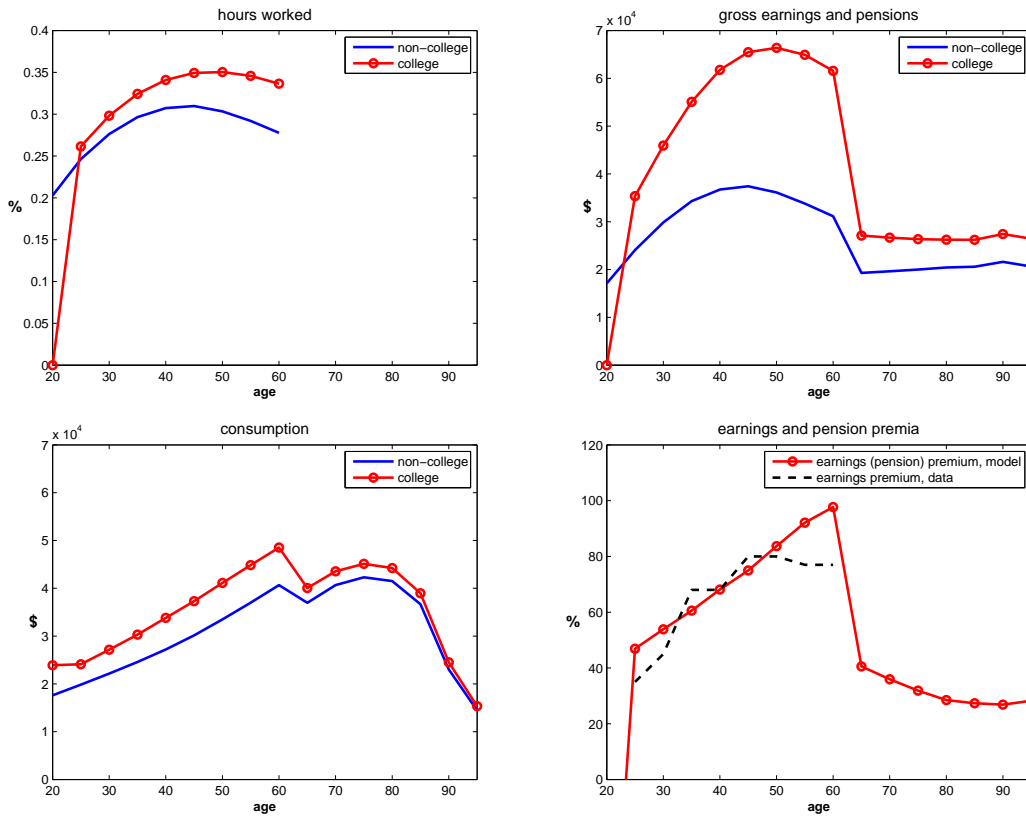 hours worked
0.4
0.35
0.3
0.25
0.2
0.15
0.1
0.05
0
%
20 30 40 50 60 70 80 90
age
non−college
college
gross earnings and pensions
x 10^4
7
6
5
4
3
2
1
0
$
20 30 40 50 60 70 80 90
age
non−college
college
consumption
x 10^4
7
6
5
4
3
2
1
0
$
20 30 40 50 60 70 80 90
age
non−college
college
earnings and pension premia
120
100
80
60
40
20
0
%
20 30 40 50 60 70 80 90
age
earnings (pension) premium, model
earnings premium, data